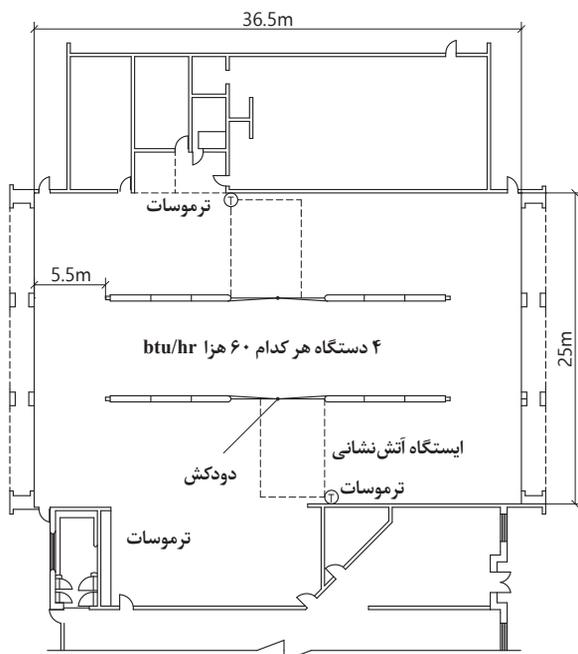 36.5m
ترموسات
T
5.5m
۴ دستگاه هر کدام ۶۰ هزا btu/hr
25m
ایستگاه آتش‌نشانی
دودکش
ترموسات
T
ترموسات